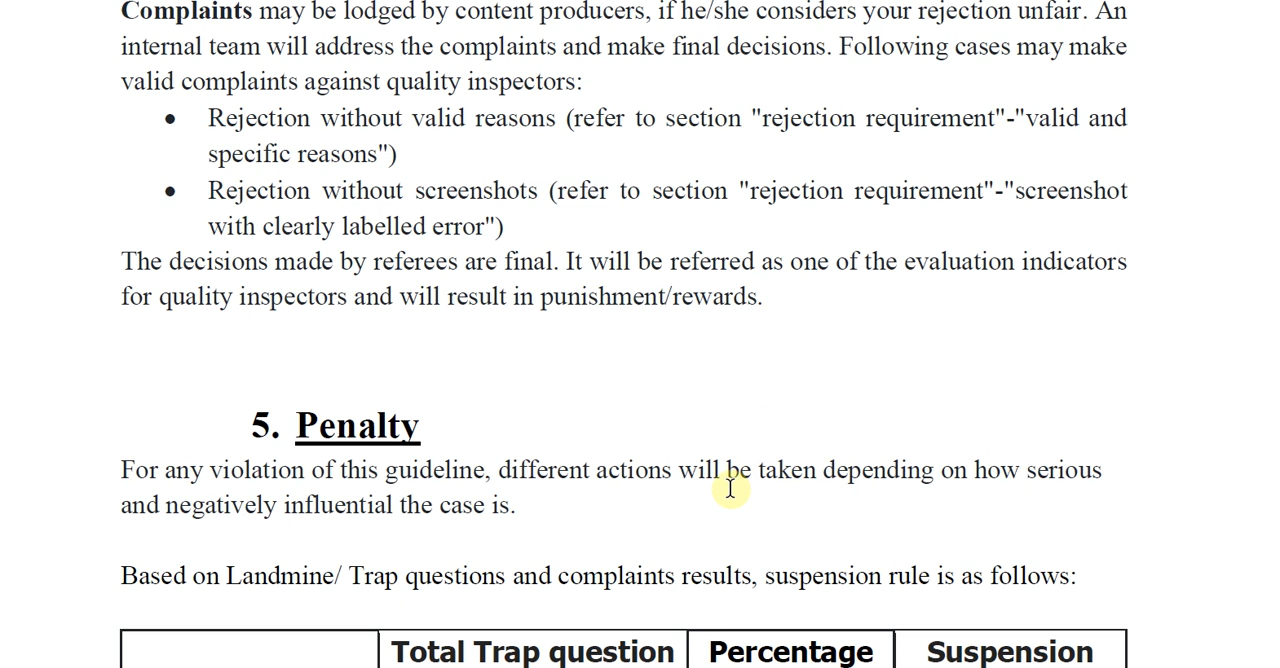 Complaints may be lodged by content producers, if he/she considers your rejection unfair. An
internal team will address the complaints and make final decisions. Following cases may make
valid complaints against quality inspectors:
• Rejection without valid reasons (refer to section "rejection requirement"-"valid and
specific reasons")
• Rejection without screenshots (refer to section "rejection requirement"-"screenshot
with clearly labelled error")
The decisions made by referees are final. It will be referred as one of the evaluation indicators
for quality inspectors and will result in punishment/rewards.
5. Penalty
For any violation of this guideline, different actions will be taken depending on how serious
and negatively influential the case is.
Based on Landmine/ Trap questions and complaints results, suspension rule is as follows:
Total Trap question Percentage Suspension